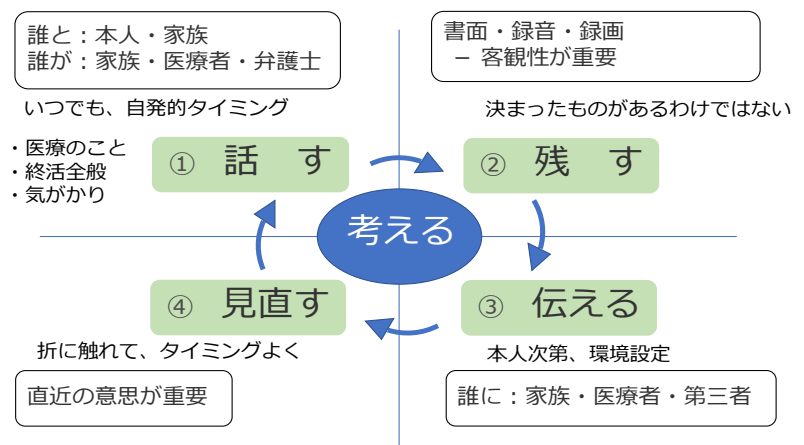 誰と：本人・家族
誰が：家族・医療者・弁護士
いつでも、自発的タイミング
・医療のこと
・終活全般
・気がかり
① 話　す
書面・録音・録画
－ 客観性が重要
決まったものがあるわけではない
② 残　す
考える
④ 見直す
折に触れて、タイミングよく
直近の意思が重要
③ 伝える
本人次第、環境設定
誰に：家族・医療者・第三者